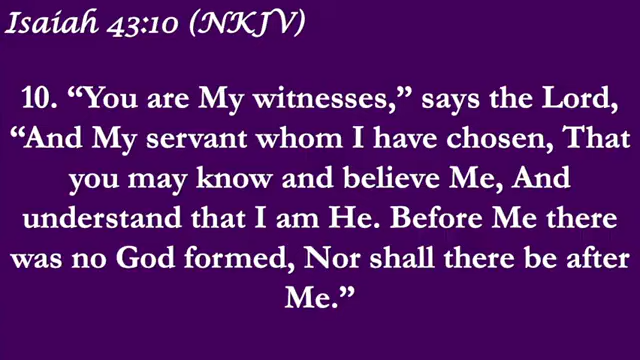 Isaiah 43:10 (NKJV)
10. “You are My witnesses,” says the Lord,
“And My servant whom I have chosen, That
you may know and believe Me, And
understand that I am He. Before Me there
was no God formed, Nor shall there be after
Me.”